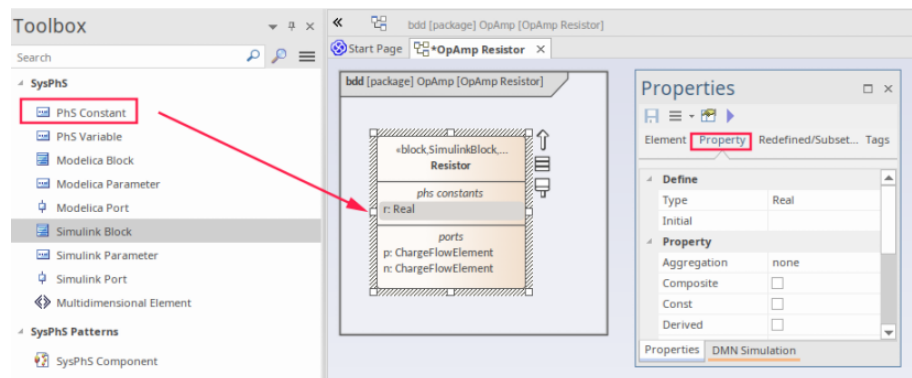 Toolbox
Search
SysPhS
PhS Constant
PhS Variable
Modelica Block
Modelica Parameter
Modelica Port
Simulink Block
Simulink Parameter
Simulink Port
Multidimensional Element
SysPhS Patterns
SysPhS Component
bdd [package] OpAmp [OpAmp Resistor]
Start Page
*OpAmp Resistor
bdd [package] OpAmp [OpAmp Resistor]
«block,SimulinkBlock,...
Resistor
phs constants
r: Real
ports
p: ChargeFlowElement
n: ChargeFlowElement
Properties
Element Property Redefined/Subset... Tags
Define
Type Real
Initial
Property
Aggregation none
Composite
Const
Derived
Properties DMN Simulation